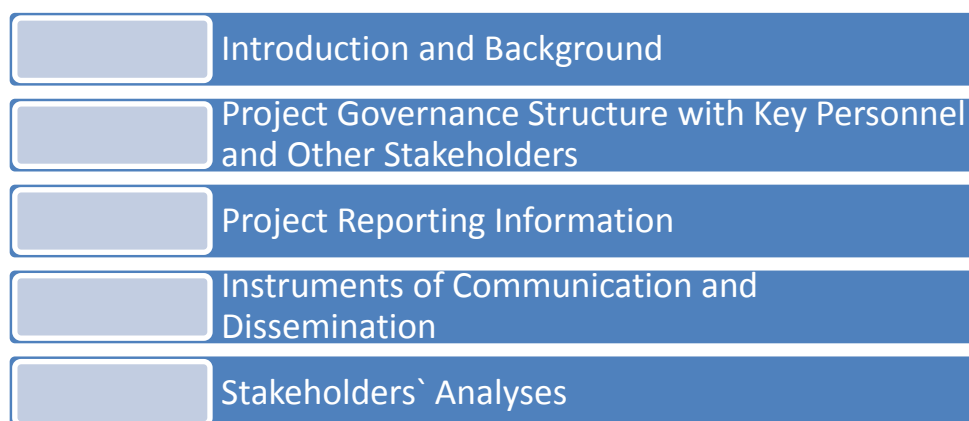 Introduction and Background
Project Governance Structure with Key Personnel
and Other Stakeholders
Project Reporting Information
Instruments of Communication and
Dissemination
Stakeholders` Analyses